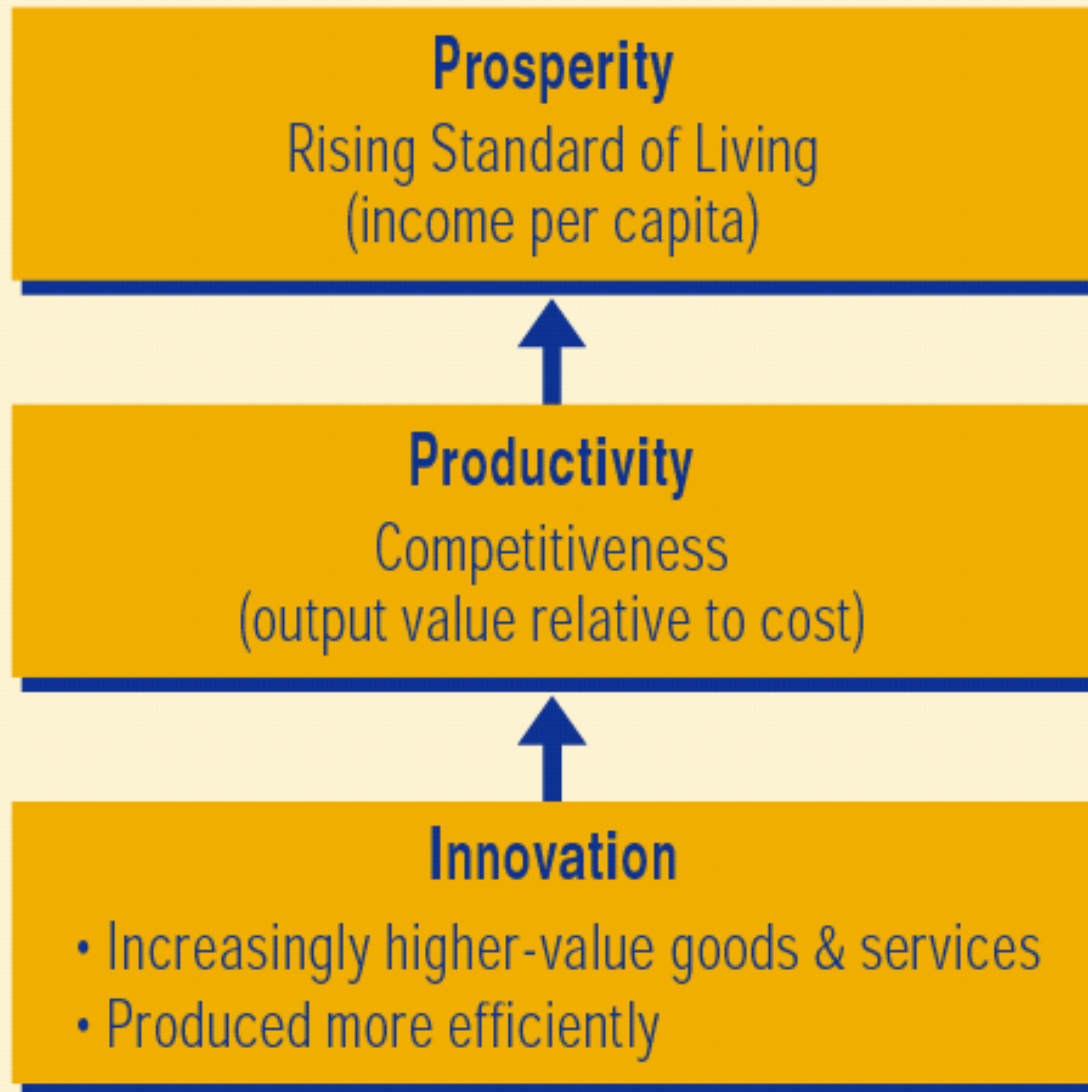 Prosperity
Rising Standard of Living
(income per capita)
Productivity
Competitiveness
(output value relative to cost)
Innovation
• Increasingly higher-value goods & services
• Produced more efficiently